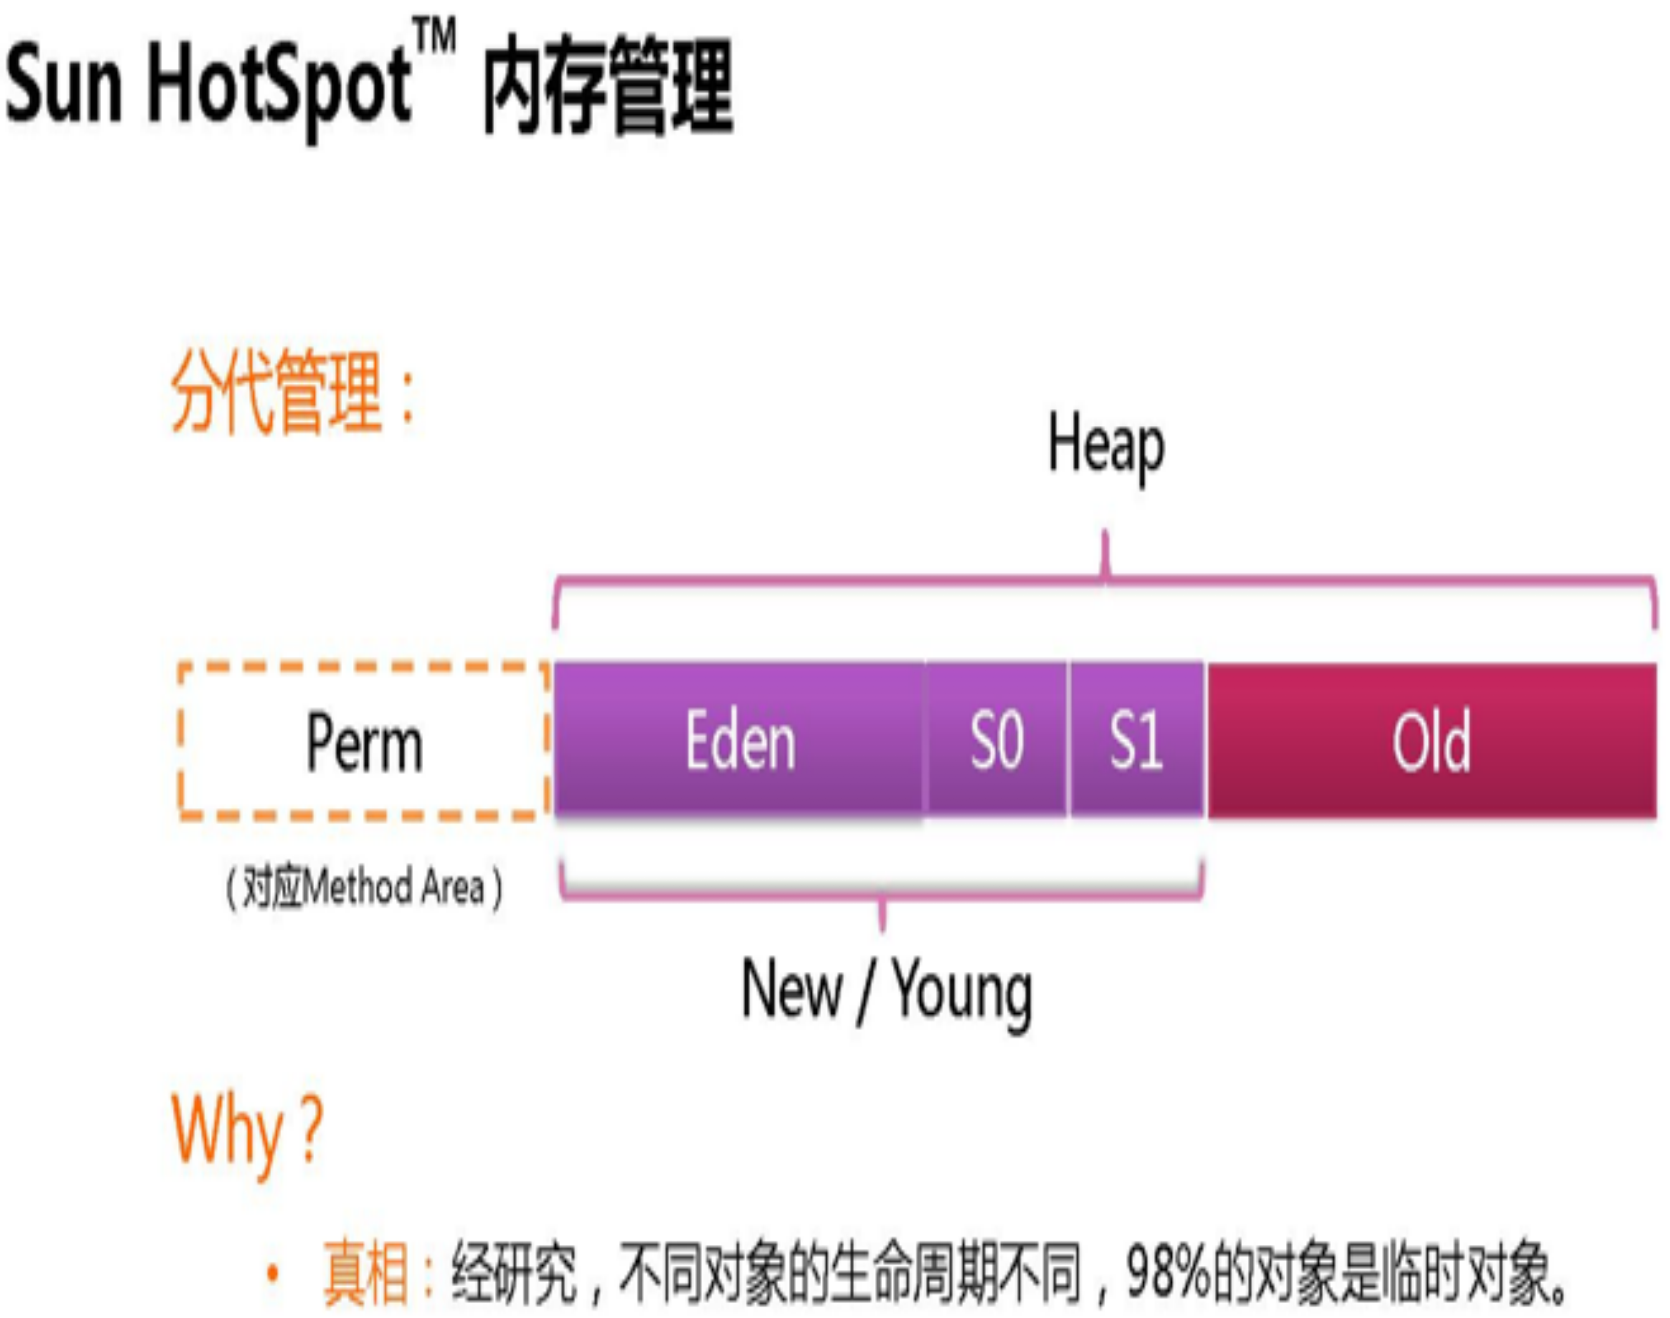 Sun HotSpot™ 内存管理
分代管理：
Heap
Perm Eden S0 S1 Old
（对应Method Area）
New / Young
Why？
• 真相：经研究，不同对象的生命周期不同，98%的对象是临时对象。